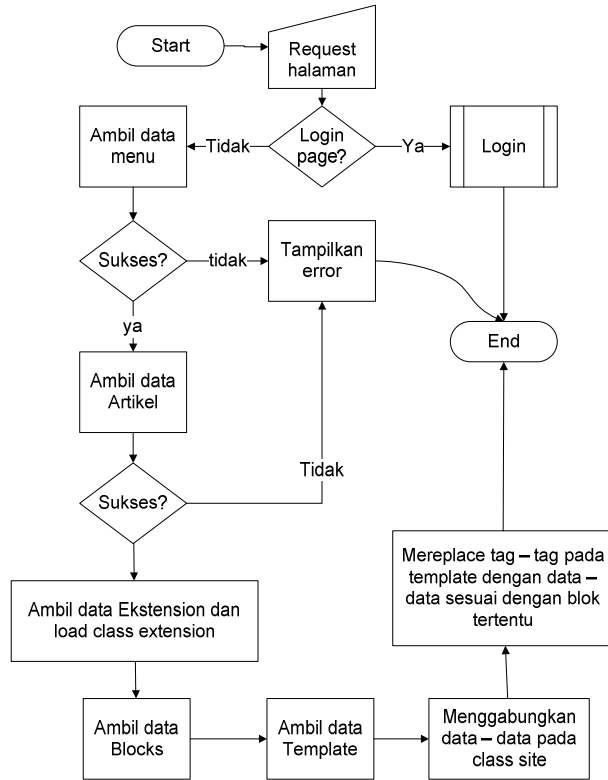 Start
Request
halaman
Login
page?
Tidak
Ya
Ambil data
menu
Login
Sukses?
tidak
Tampilkan
error
ya
End
Ambil data
Artikel
Sukses?
Tidak
Mereplace tag – tag pada
template dengan data –
data sesuai dengan blok
tertentu
Ambil data Ekstension dan
load class extension
Ambil data
Blocks
Ambil data
Template
Menggabungkan
data – data pada
class site